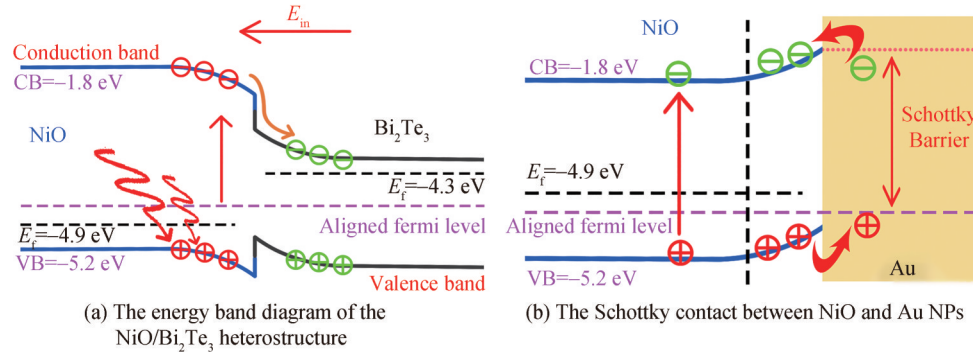 E_in
Conduction band
CB=−1.8 eV
NiO
Bi₂Te₃
E_f=−4.3 eV
E_f=−4.9 eV
Aligned fermi level
VB=−5.2 eV
Valence band
(a) The energy band diagram of the
NiO/Bi₂Te₃ heterostructure
NiO
CB=−1.8 eV
Schottky
Barrier
E_f=−4.9 eV
Aligned fermi level
VB=−5.2 eV
Au
(b) The Schottky contact between NiO and Au NPs